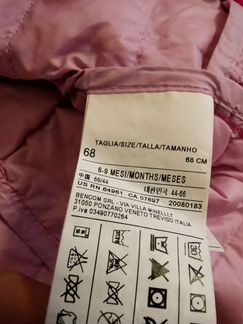 TAGLIA/SIZE/TALLA/TAMANHO
68
68 CM
6-9 MESI/MONTHS/MESES
中国 66/44
대한민국 44-66
US RN 64961 CA 07697 20080183
BENCOM SRL - VIA VILLA MINELLI,1
31050 PONZANO VENETO TREVISO ITALIA
P.iva 03490770264
30